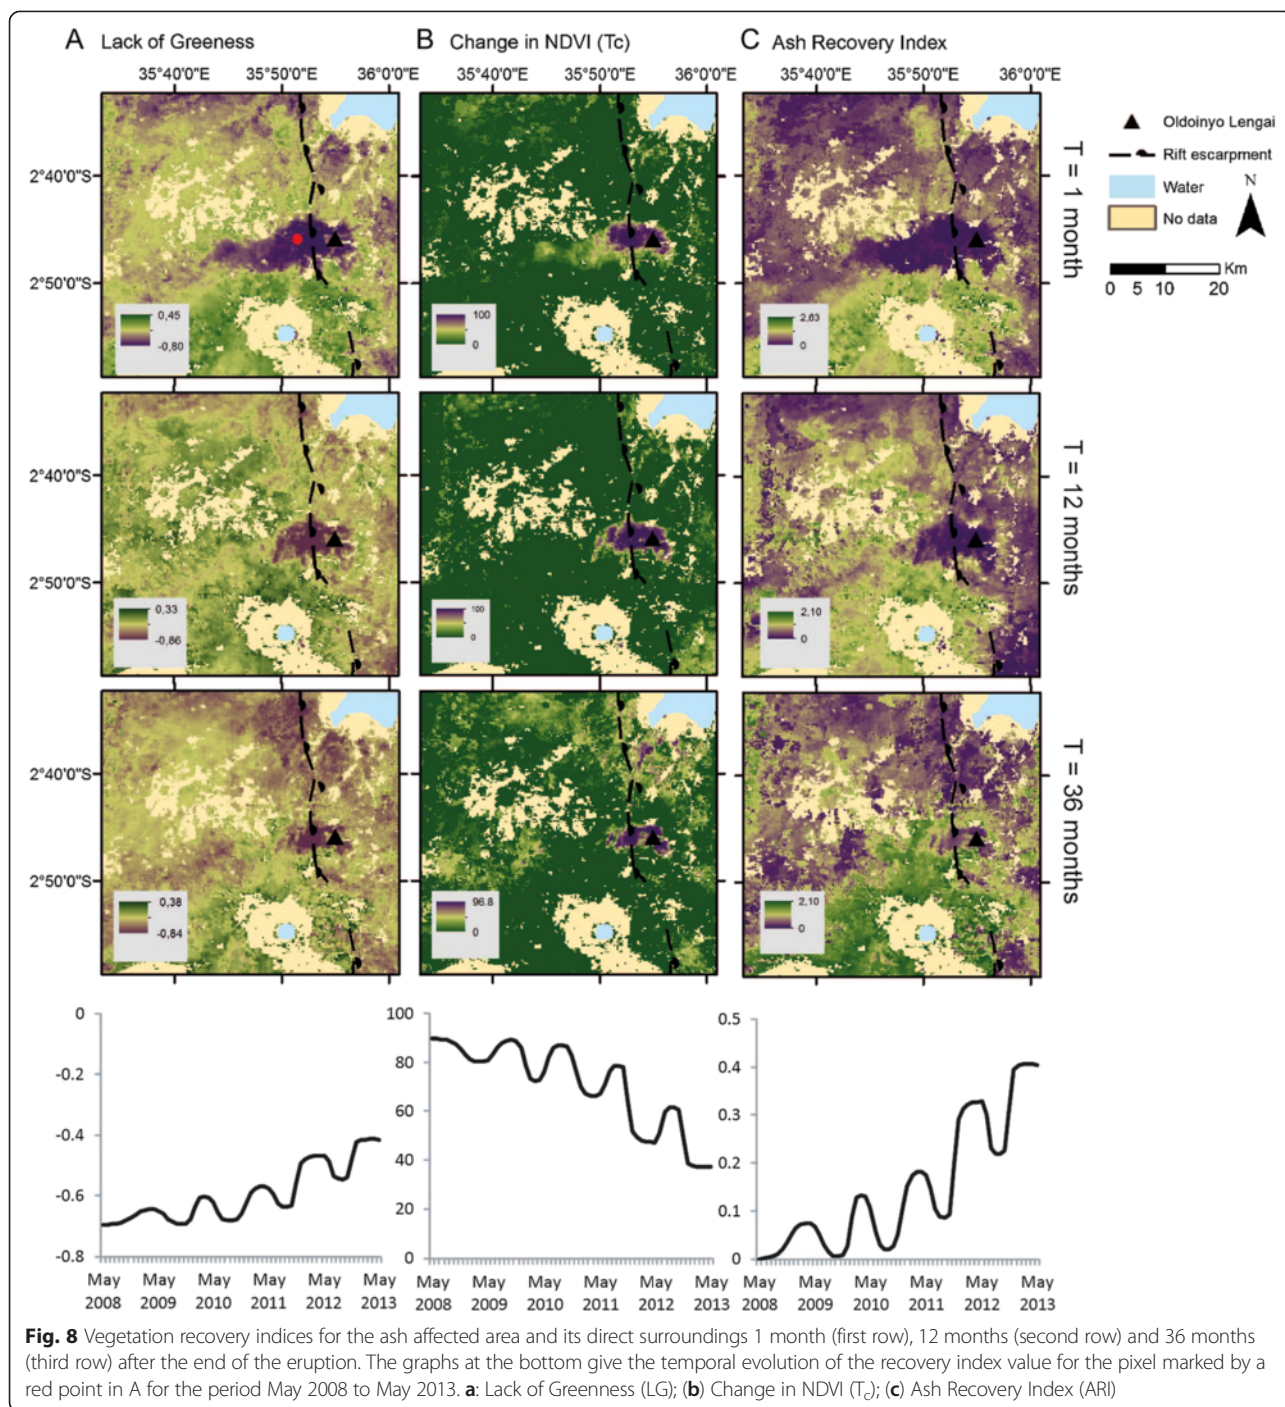 A Lack of Greeness
B Change in NDVI (Tc)
C Ash Recovery Index
35°40'0"E 35°50'0"E 36°0'0"E
35°40'0"E 35°50'0"E 36°0'0"E
35°40'0"E 35°50'0"E 36°0'0"E
2°40'0"S
2°50'0"S
0,45
-0,80
100
0
2,63
0
T = 1 month
Oldoinyo Lengai
Rift escarpment
Water
No data
N
Km
0 5 10 20
2°40'0"S
2°50'0"S
0,33
-0,86
100
0
2,10
0
T = 12 months
2°40'0"S
2°50'0"S
0,38
-0,84
96.8
0
2,10
0
T = 36 months
0
-0.2
-0.4
-0.6
-0.8
May May May May May May
2008 2009 2010 2011 2012 2013
100
80
60
40
20
0
May May May May May May
2008 2009 2010 2011 2012 2013
0.5
0.4
0.3
0.2
0.1
0
May May May May May May
2008 2009 2010 2011 2012 2013
Fig. 8 Vegetation recovery indices for the ash affected area and its direct surroundings 1 month (first row), 12 months (second row) and 36 months
(third row) after the end of the eruption. The graphs at the bottom give the temporal evolution of the recovery index value for the pixel marked by a
red point in A for the period May 2008 to May 2013. a: Lack of Greenness (LG); (b) Change in NDVI (Tc); (c) Ash Recovery Index (ARI)